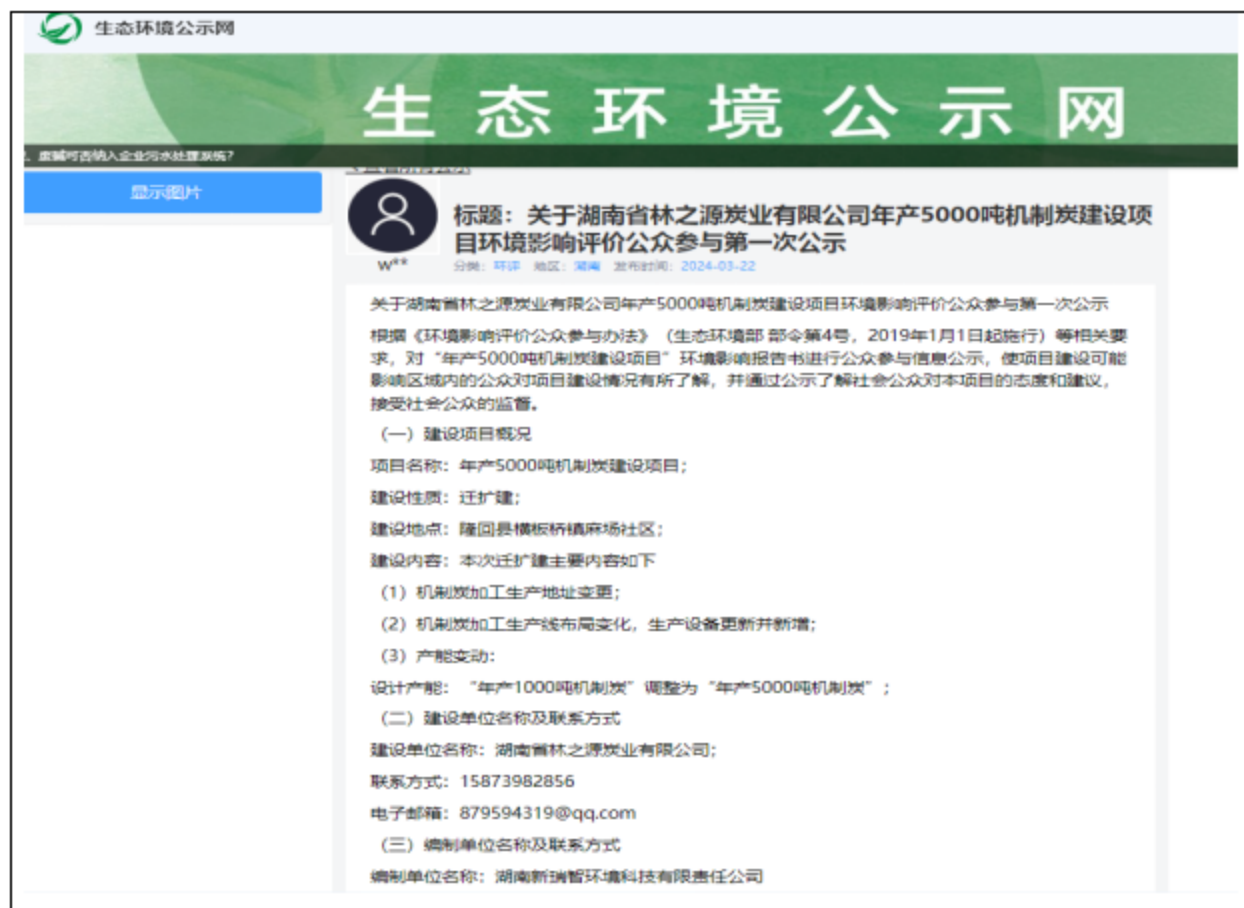 生态环境公示网
生态环境公示网
废碱可否纳入企业污水处理系统?
显示图片
标题：关于湖南省林之源炭业有限公司年产5000吨机制炭建设项
目环境影响评价公众参与第一次公示
W**
分类：环评 地区：湖南 发布时间：2024-03-22
关于湖南省林之源炭业有限公司年产5000吨机制炭建设项目环境影响评价公众参与第一次公示
根据《环境影响评价公众参与办法》（生态环境部 部令第4号，2019年1月1日起施行）等相关要
求，对“年产5000吨机制炭建设项目”环境影响报告书进行公众参与信息公示，使项目建设可能
影响区域内的公众对项目建设情况有所了解，并通过公示了解社会公众对本项目的态度和建议，
接受社会公众的监督。
（一）建设项目概况
项目名称：年产5000吨机制炭建设项目；
建设性质：迁扩建；
建设地点：隆回县横板桥镇麻场社区；
建设内容：本次迁扩建主要内容如下
（1）机制炭加工生产地址变更；
（2）机制炭加工生产线布局变化，生产设备更新并新增；
（3）产能变动：
设计产能：“年产1000吨机制炭”调整为“年产5000吨机制炭”；
（二）建设单位名称及联系方式
建设单位名称：湖南省林之源炭业有限公司；
联系方式：15873982856
电子邮箱：879594319@qq.com
（三）编制单位名称及联系方式
编制单位名称：湖南新瑞智环境科技有限责任公司